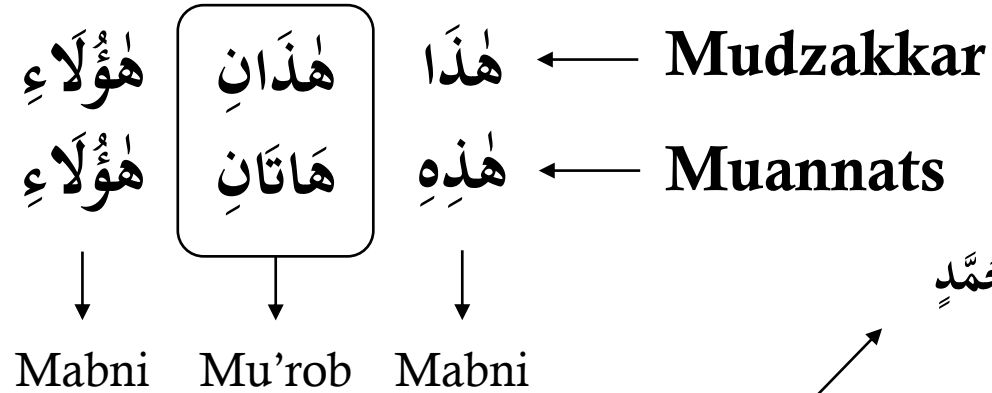 هٰذَا هٰذَانِ هٰؤُلَاءِ Mudzakkar
هٰذِهِ هَاتَانِ هٰؤُلَاءِ Muannats
Mabni Mu’rob Mabni